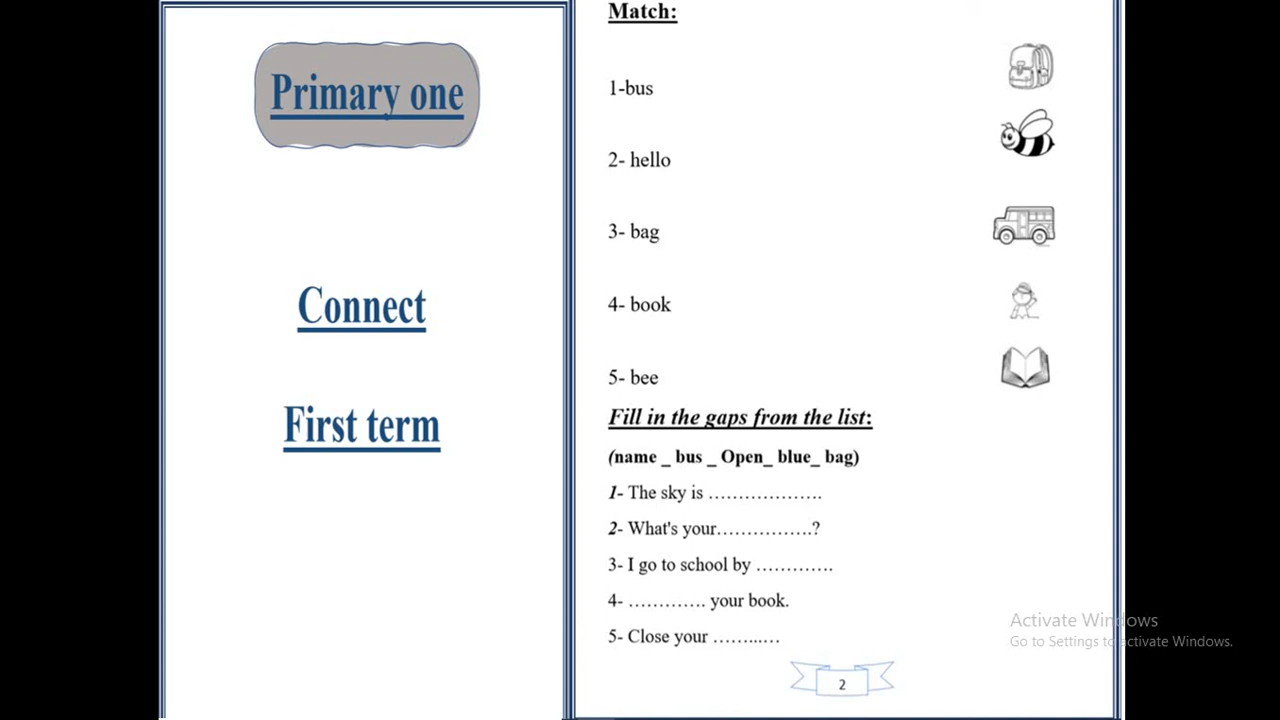 Primary one
Connect
First term
Match:
1-bus
2- hello
3- bag
4- book
5- bee
Fill in the gaps from the list:
(name _ bus _ Open_ blue_ bag)
1- The sky is ……………….
2- What's your…………….?
3- I go to school by ………….
4- …………. your book.
5- Close your ……...…
2
Activate Windows
Go to Settings to activate Windows.